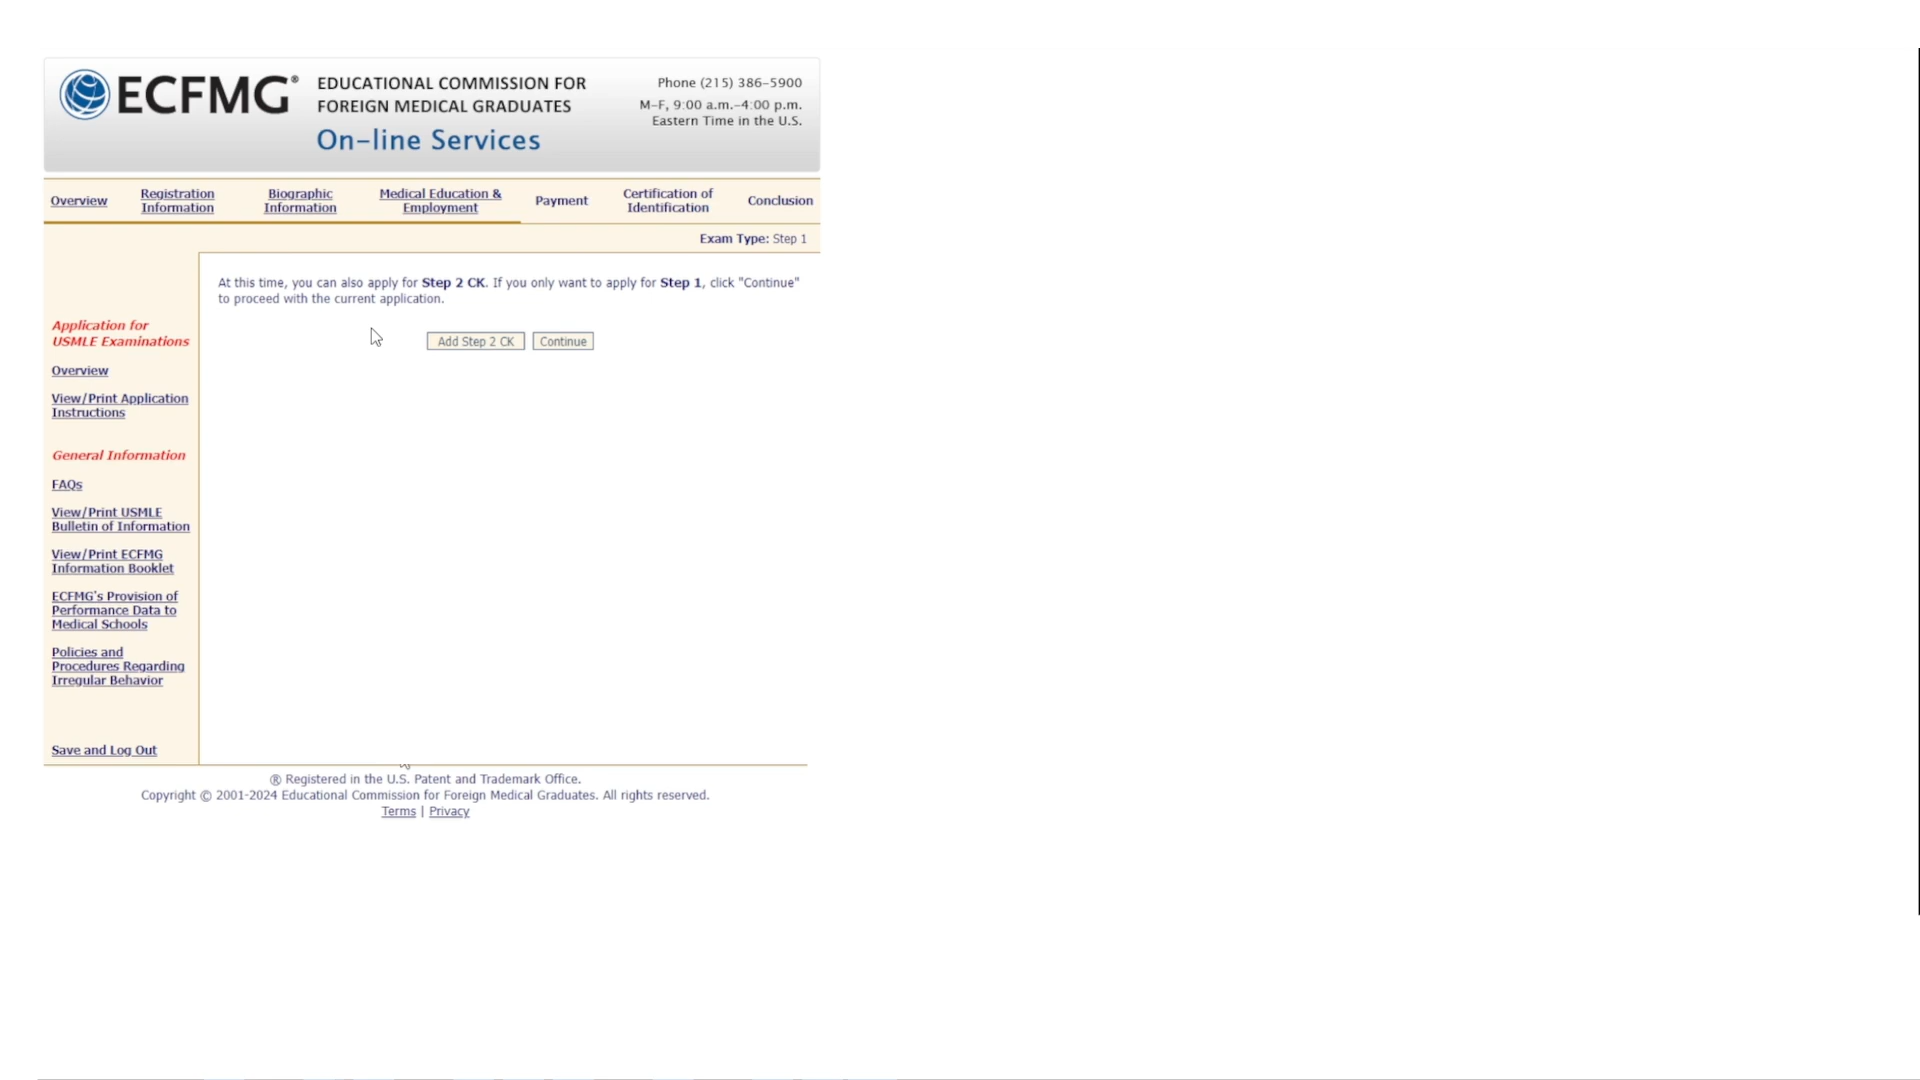 ECFMG®
EDUCATIONAL COMMISSION FOR
FOREIGN MEDICAL GRADUATES
On-line Services
Phone (215) 386-5900
M-F, 9:00 a.m.-4:00 p.m.
Eastern Time in the U.S.
Overview
Registration
Information
Biographic
Information
Medical Education &
Employment
Payment
Certification of
Identification
Conclusion
Exam Type: Step 1
At this time, you can also apply for Step 2 CK. If you only want to apply for Step 1, click "Continue"
to proceed with the current application.
Add Step 2 CK
Continue
Application for
USMLE Examinations
Overview
View/Print Application
Instructions
General Information
FAQs
View/Print USMLE
Bulletin of Information
View/Print ECFMG
Information Booklet
ECFMG's Provision of
Performance Data to
Medical Schools
Policies and
Procedures Regarding
Irregular Behavior
Save and Log Out
® Registered in the U.S. Patent and Trademark Office.
Copyright © 2001-2024 Educational Commission for Foreign Medical Graduates. All rights reserved.
Terms | Privacy